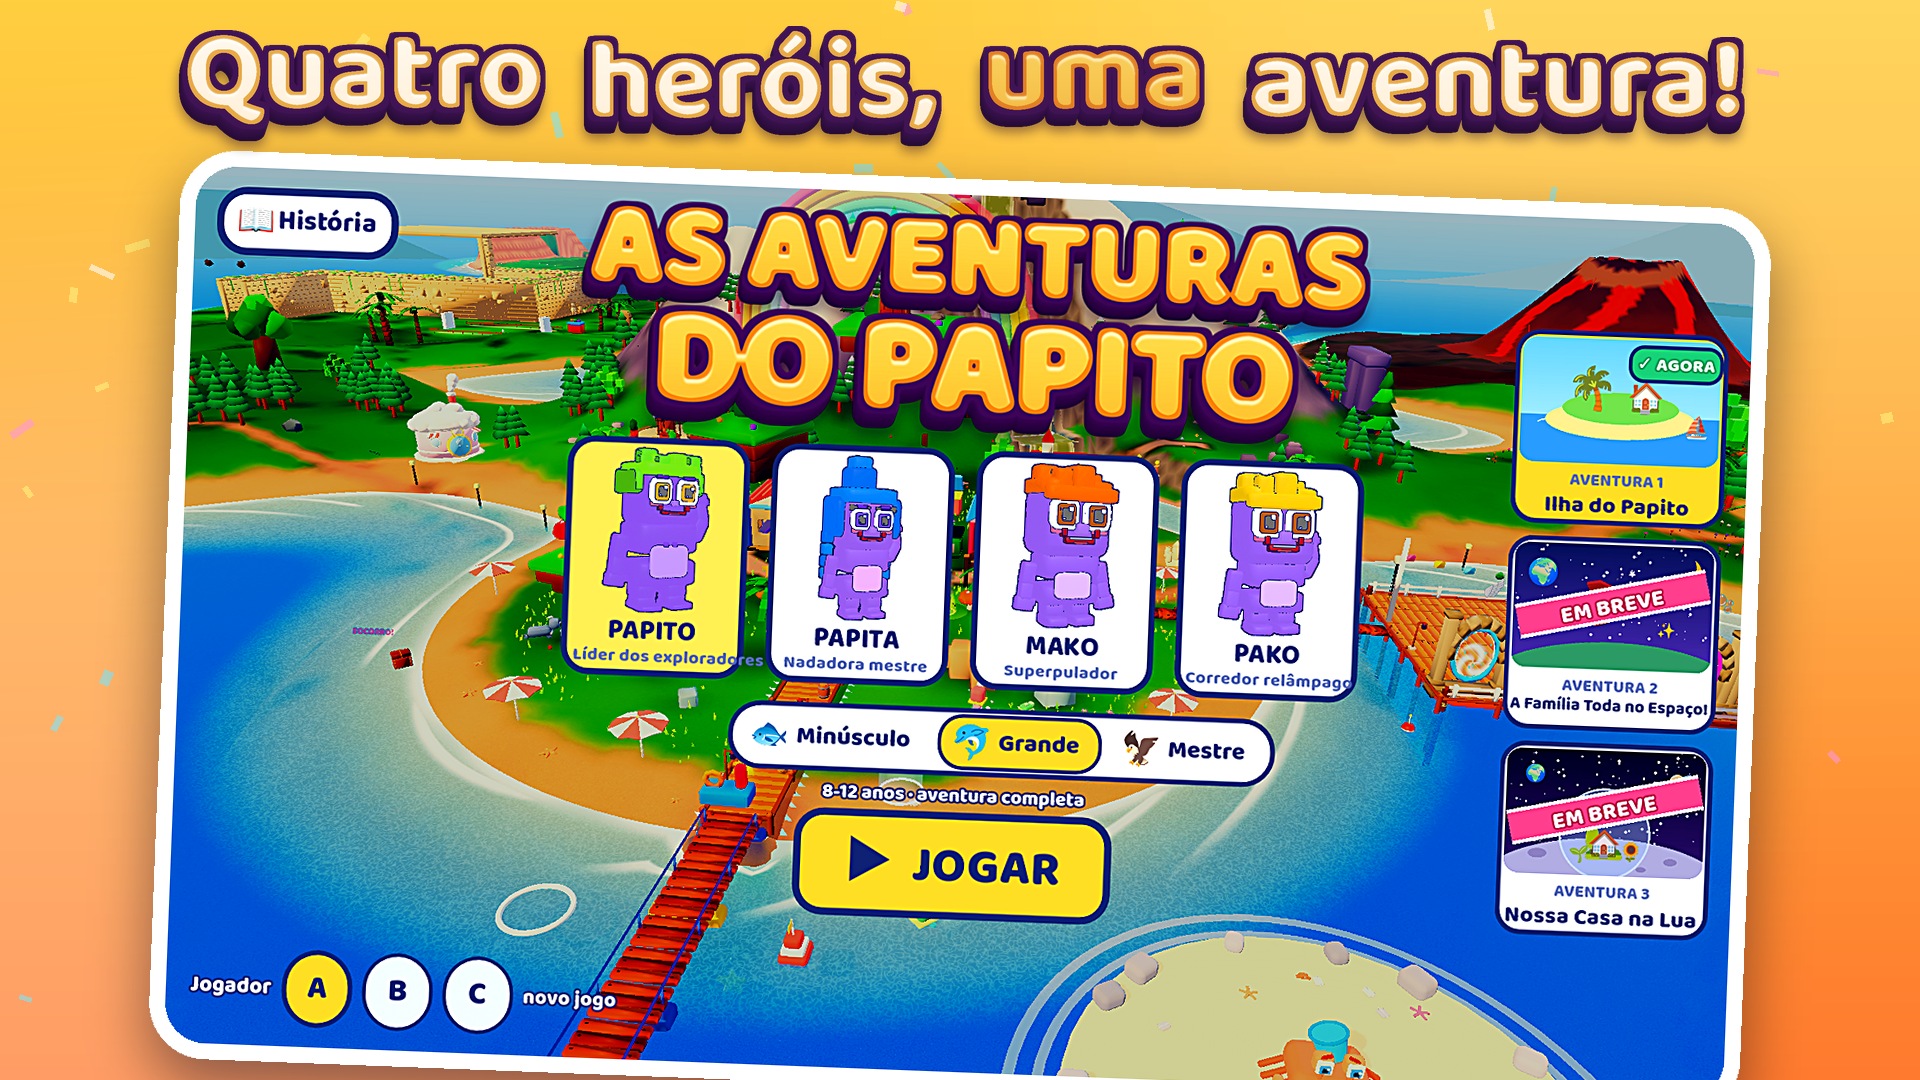 Quatro heróis, uma aventura!
História
AS AVENTURAS
DO PAPITO
✓ AGORA
AVENTURA 1
Ilha do Papito
PAPITO
Líder dos exploradores
PAPITA
Nadadora mestre
MAKO
Superpulador
PAKO
Corredor relâmpago
EM BREVE
AVENTURA 2
A Família Toda no Espaço!
SOCORRO!
Minúsculo
Grande
Mestre
8-12 anos · aventura completa
JOGAR
EM BREVE
AVENTURA 3
Nossa Casa na Lua
Jogador A B C novo jogo